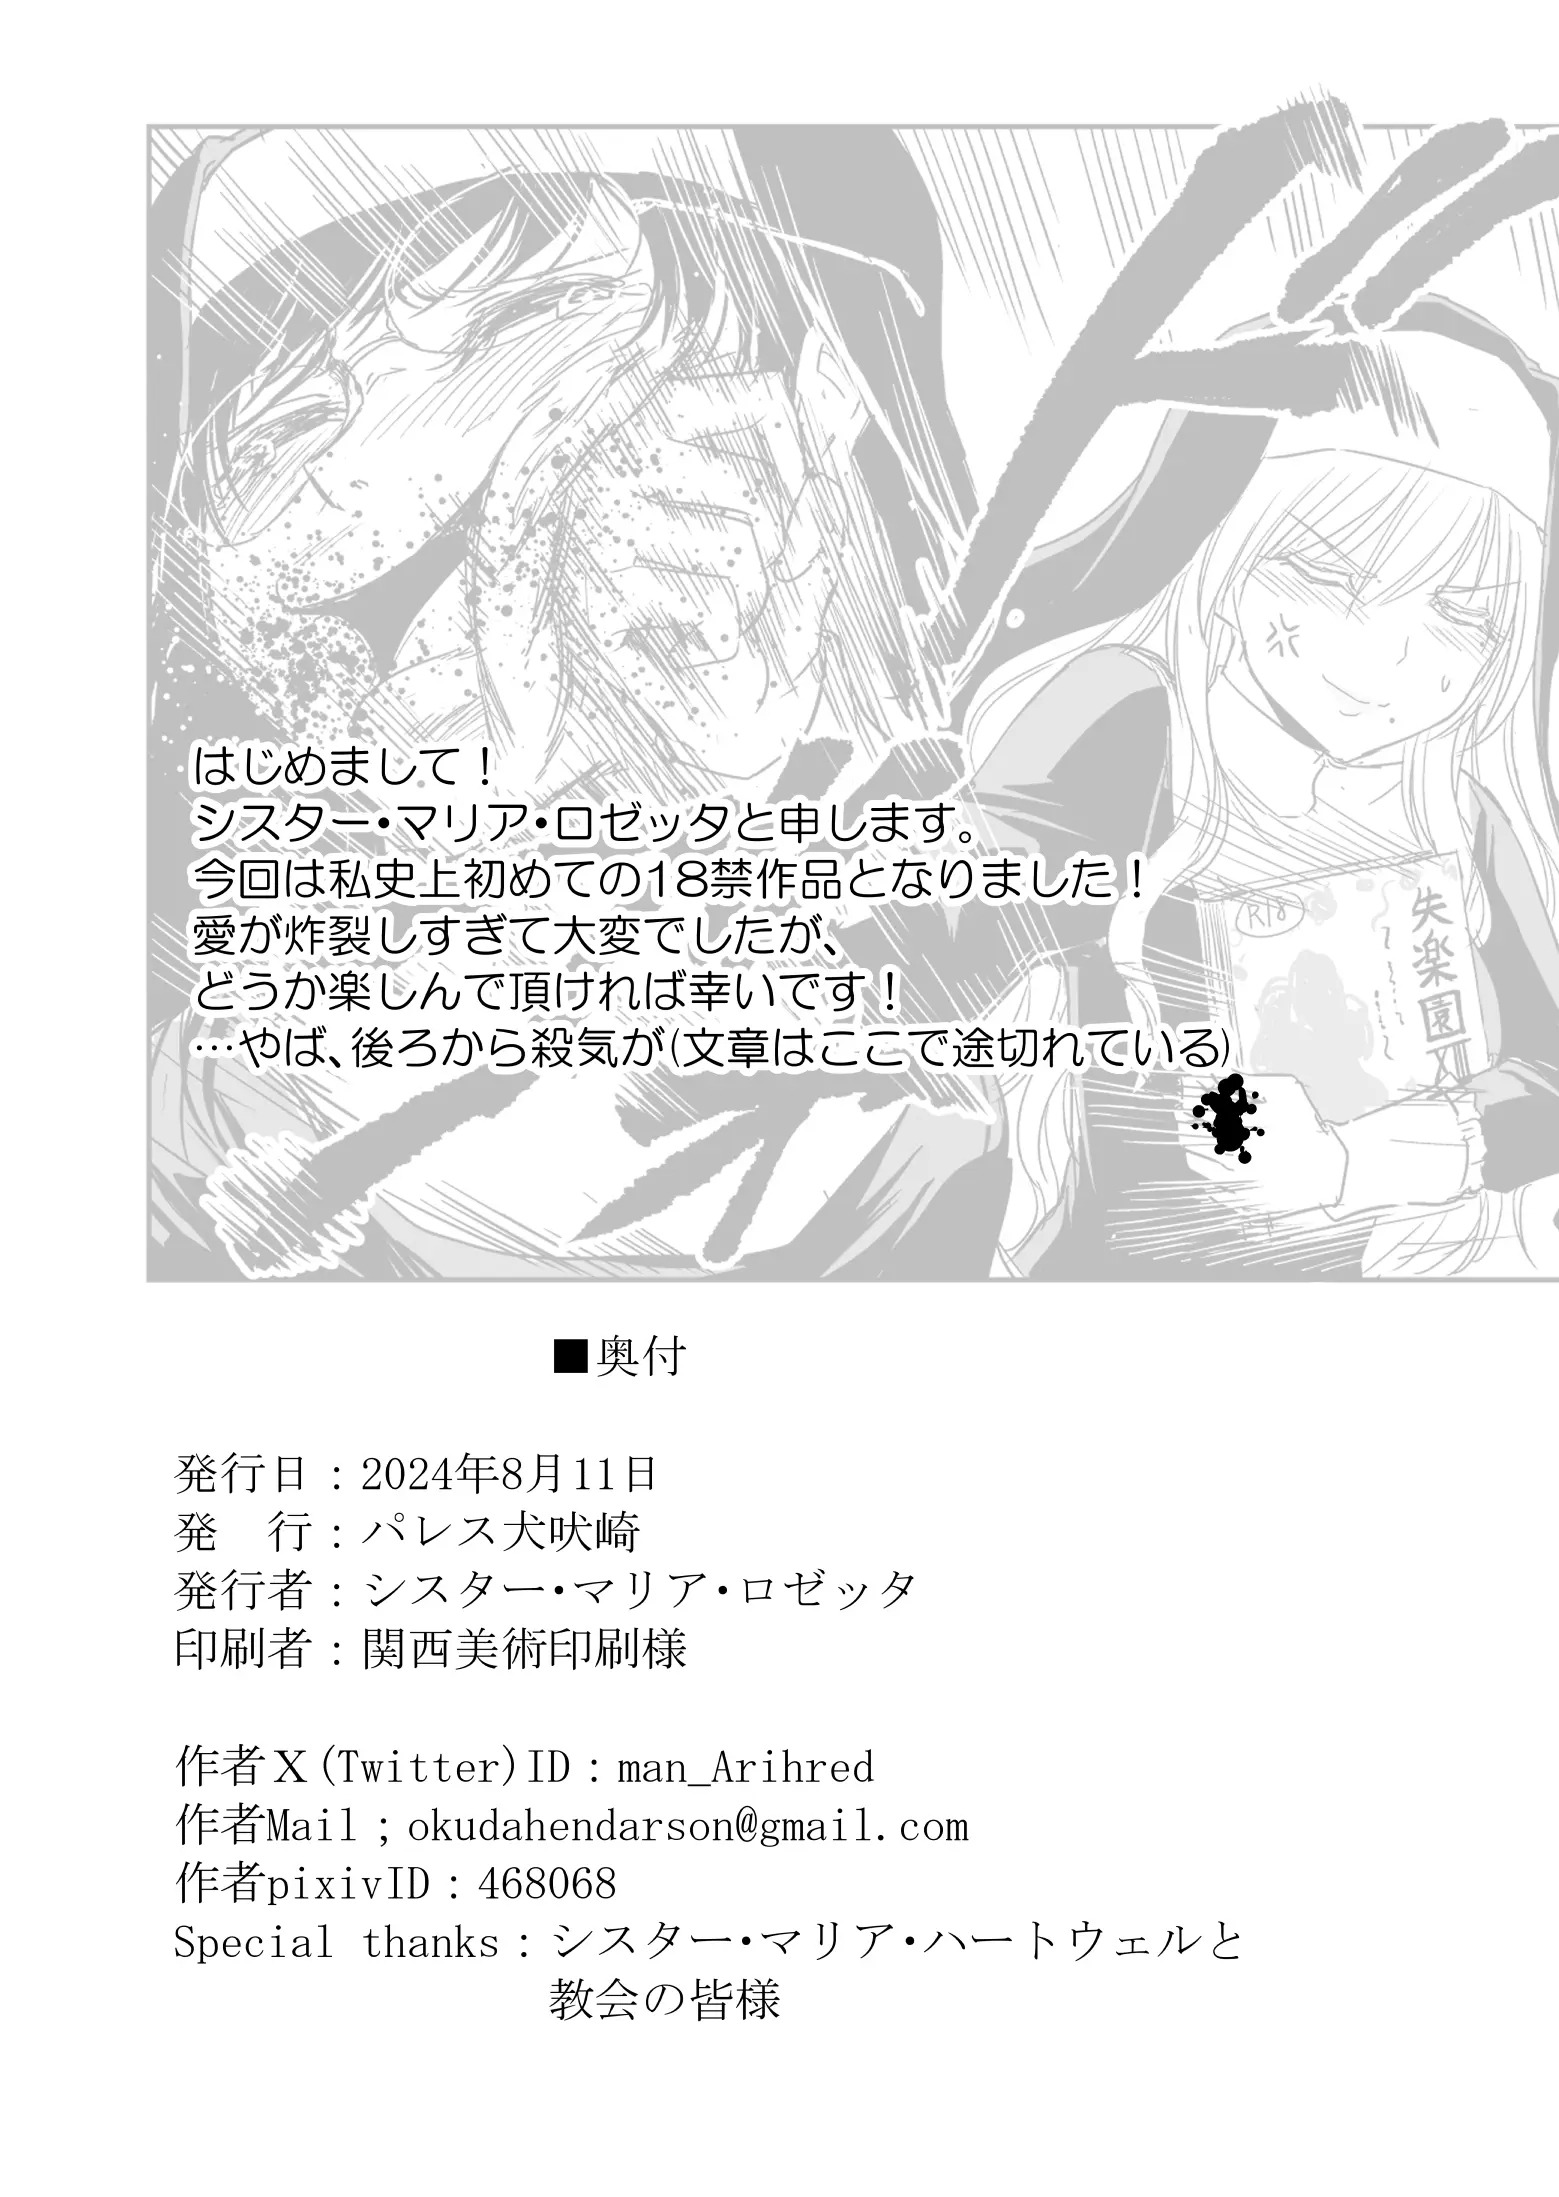 R18
失楽園
はじめまして！
シスター・マリア・ロゼッタと申します。
今回は私史上初めての18禁作品となりました！
愛が炸裂しすぎて大変でしたが、
どうか楽しんで頂ければ幸いです！
…やば、後ろから殺気が(文章はここで途切れている)
■奥付
発行日：2024年8月11日
発　行：パレス犬吠崎
発行者：シスター・マリア・ロゼッタ
印刷者：関西美術印刷様
作者Ｘ(Twitter)ID：man_Arihred
作者Mail；okudahendarson@gmail.com
作者pixivID：468068
Special thanks：シスター・マリア・ハートウェルと
教会の皆様